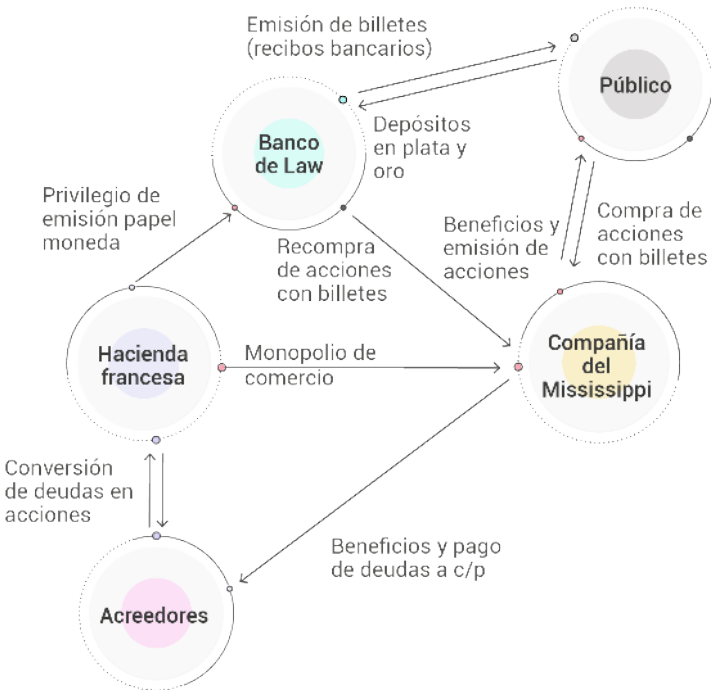 Emisión de billetes
(recibos bancarios)
Público
Banco
de Law
Depósitos
en plata y
oro
Privilegio de
emisión papel
moneda
Beneficios y
emisión de
acciones
Compra de
acciones
con billetes
Recompra
de acciones
con billetes
Hacienda
francesa
Monopolio de
comercio
Compañía
del
Mississippi
Conversión
de deudas en
acciones
Beneficios y pago
de deudas a c/p
Acreedores